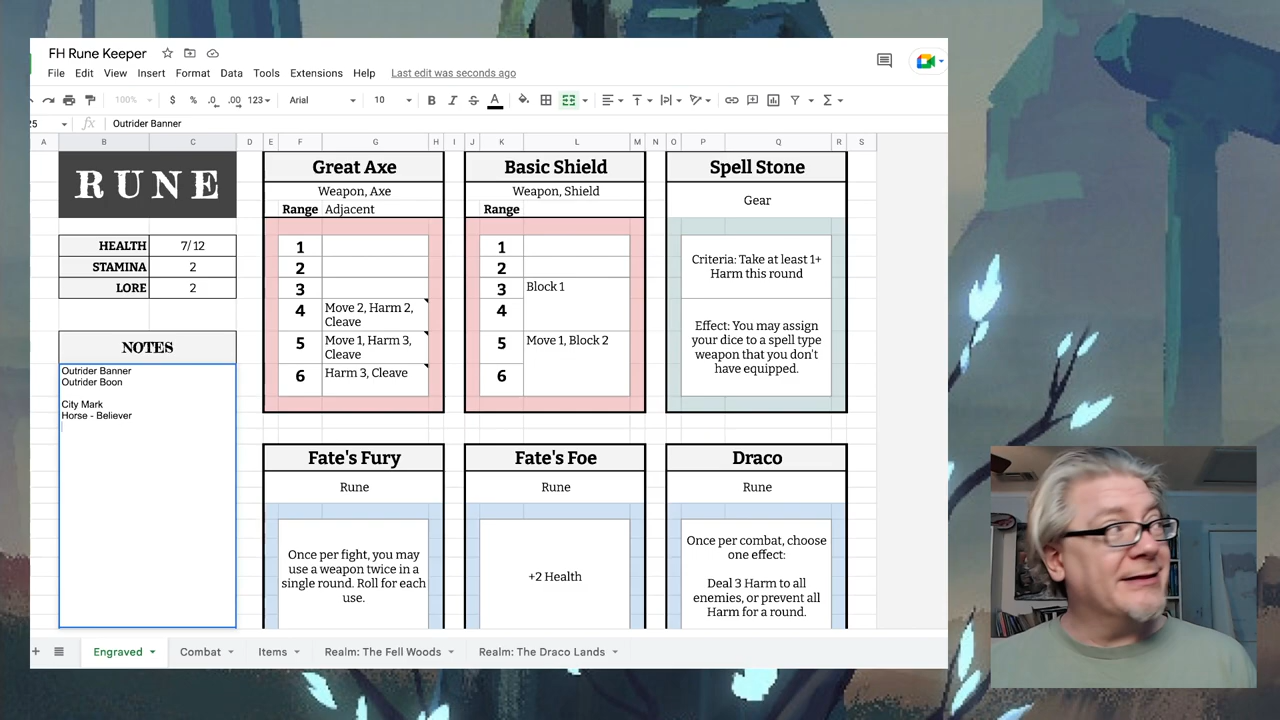 FH Rune Keeper
File Edit View Insert Format Data Tools Extensions Help Last edit was seconds ago
100% $ % .0 .00 123 Arial 10 B I S A
25 fx Outrider Banner
A B C D E F G H I J K L M N O P Q R S
RUNE
HEALTH 7/12
STAMINA 2
LORE 2
NOTES
Outrider Banner
Outrider Boon
City Mark
Horse - Believer
Great Axe
Weapon, Axe
Range Adjacent
1
2
3
4 Move 2, Harm 2,
Cleave
5 Move 1, Harm 3,
Cleave
6 Harm 3, Cleave
Basic Shield
Weapon, Shield
Range
1
2
3 Block 1
4
5 Move 1, Block 2
6
Spell Stone
Gear
Criteria: Take at least 1+
Harm this round
Effect: You may assign
your dice to a spell type
weapon that you don't
have equipped.
Fate's Fury
Rune
Once per fight, you may
use a weapon twice in a
single round. Roll for each
use.
Fate's Foe
Rune
+2 Health
Draco
Rune
Once per combat, choose
one effect:
Deal 3 Harm to all
enemies, or prevent all
Harm for a round.
Engraved Combat Items Realm: The Fell Woods Realm: The Draco Lands